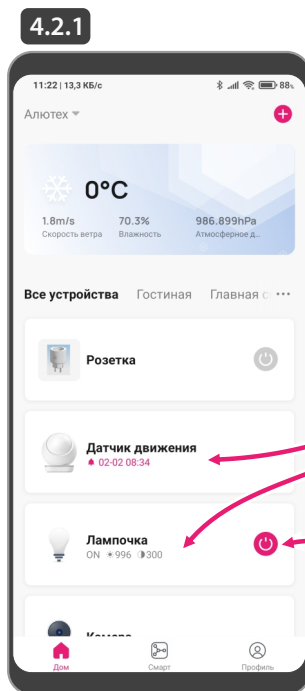 4.2.1
11:22 | 13,3 КБ/с 88%
Алютех
0°C
1.8m/s 70.3% 986.899hPa
Скорость ветра Влажность Атмосферное д...
Все устройства Гостиная Главная с
Розетка
Датчик движения
02-02 08:34
Лампочка
ON 996 300
Камера
Дом Смарт Профиль